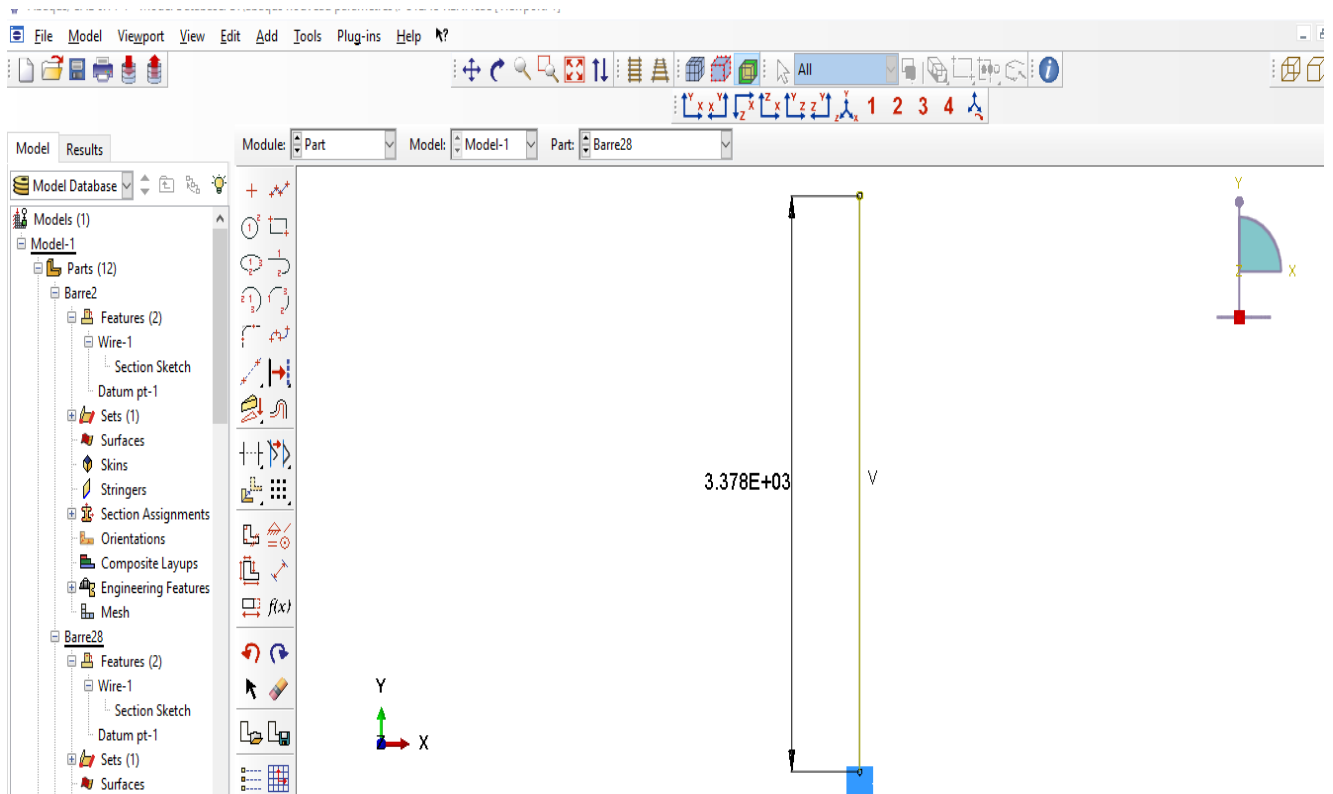 File Model Viewport View Edit Add Tools Plug-ins Help
All
1 2 3 4
Model Results
Module: Part Model: Model-1 Part: Barre28
Model Database
Models (1)
Model-1
Parts (12)
Barre2
Features (2)
Wire-1
Section Sketch
Datum pt-1
Sets (1)
Surfaces
Skins
Stringers
Section Assignments
Orientations
Composite Layups
Engineering Features
Mesh
Barre28
Features (2)
Wire-1
Section Sketch
Datum pt-1
Sets (1)
Surfaces
f(x)
3.378E+03
V
Y
X
Y
Z
X